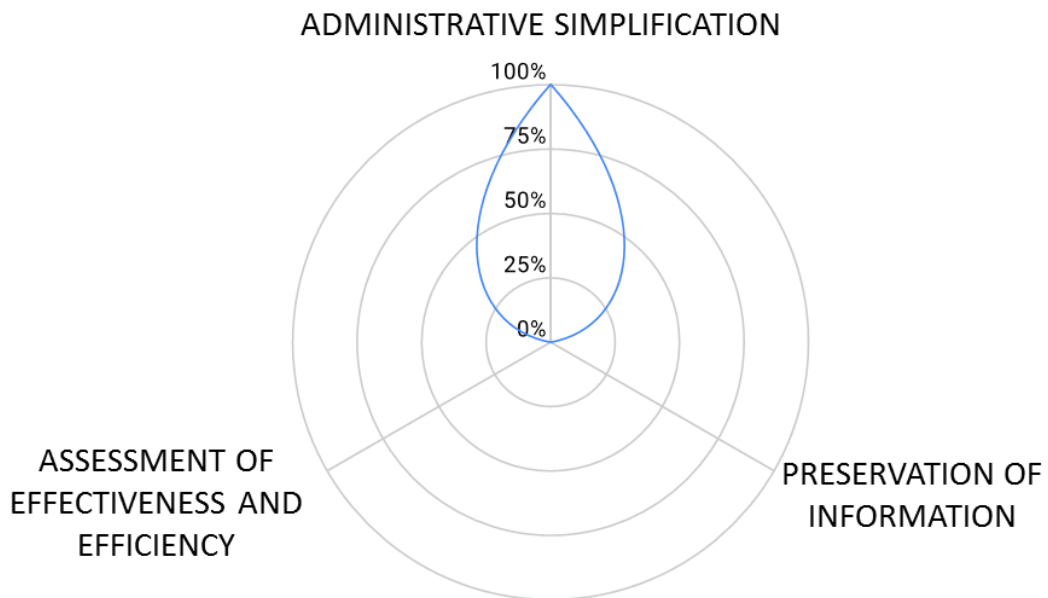 ADMINISTRATIVE SIMPLIFICATION
100%
75%
50%
25%
0%
ASSESSMENT OF
EFFECTIVENESS AND
EFFICIENCY
PRESERVATION OF
INFORMATION